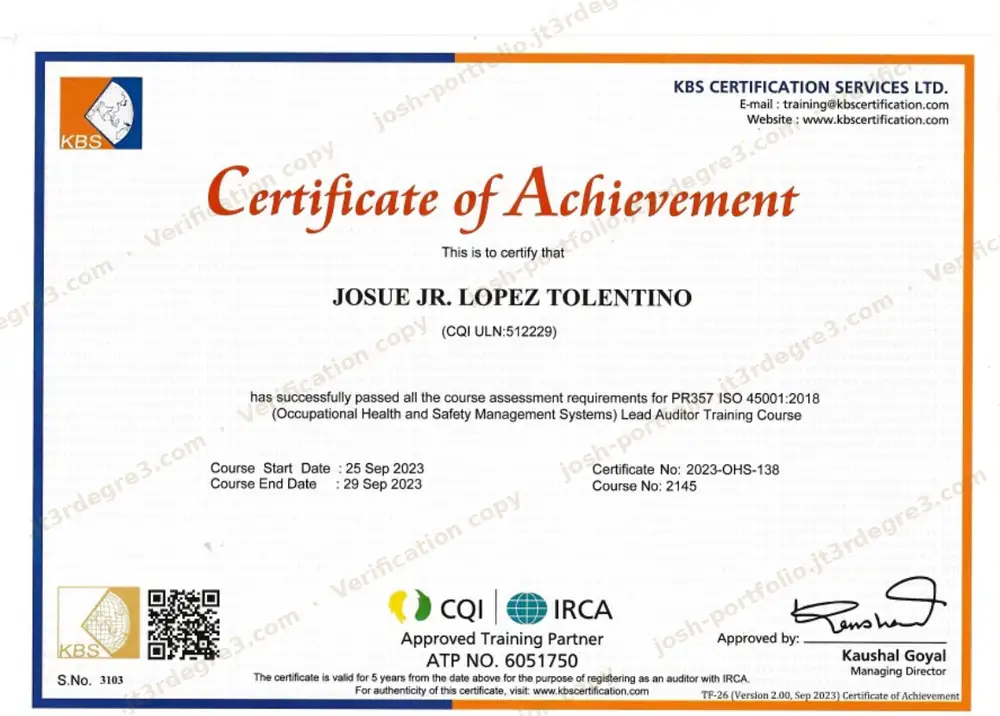 KBS
KBS CERTIFICATION SERVICES LTD.
E-mail : training@kbscertification.com
Website : www.kbscertification.com
Certificate of Achievement
This is to certify that
JOSUE JR. LOPEZ TOLENTINO
(CQI ULN:512229)
has successfully passed all the course assessment requirements for PR357 ISO 45001:2018
(Occupational Health and Safety Management Systems) Lead Auditor Training Course
Course Start Date : 25 Sep 2023
Course End Date : 29 Sep 2023
Certificate No: 2023-OHS-138
Course No: 2145
KBS
S.No. 3103
CQI IRCA
Approved Training Partner
ATP NO. 6051750
The certificate is valid for 5 years from the date above for the purpose of registering as an auditor with IRCA.
For authenticity of this certificate, visit: www.kbscertification.com
Approved by:
Kaushal Goyal
Managing Director
TF-26 (Version 2.00, Sep 2023) Certificate of Achievement
Verification copy · josh-portfolio.jt3rdegre3.com